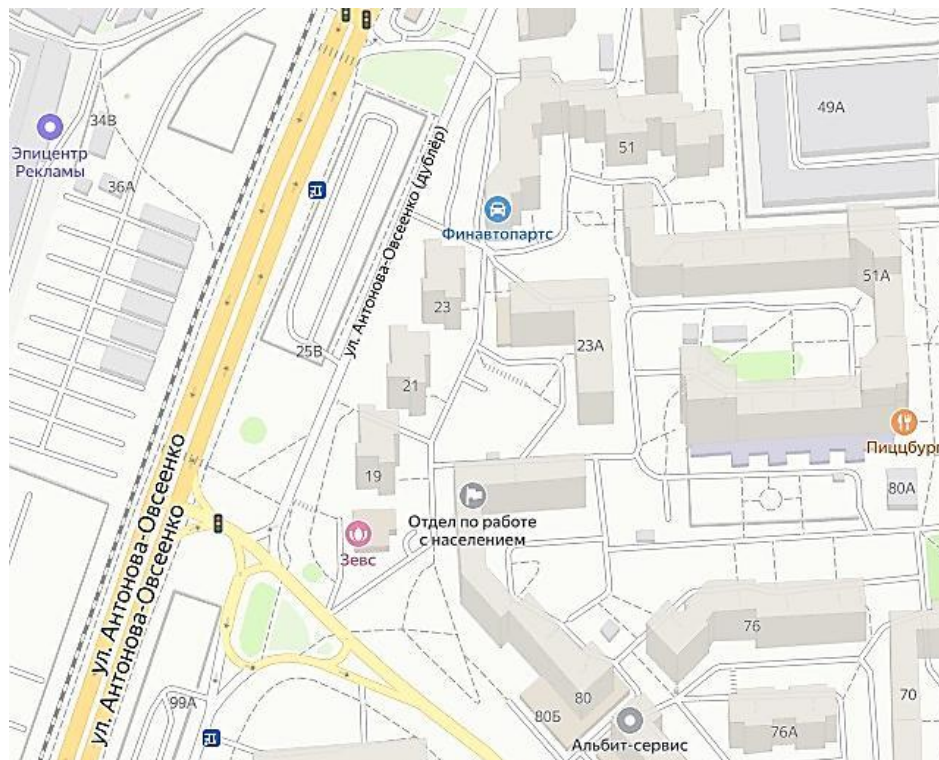 49А
34В
Эпицентр
Рекламы
51
36А
ул. Антонова-Овсеенко (дублёр)
Финавтопартс
51А
23
23А
25В
21
Пиццбург
19
80А
ул. Антонова-Овсеенко
ул. Антонова-Овсеенко
Отдел по работе
с населением
Зевс
76
70
80
99А
80Б
76А
Альбит-сервис